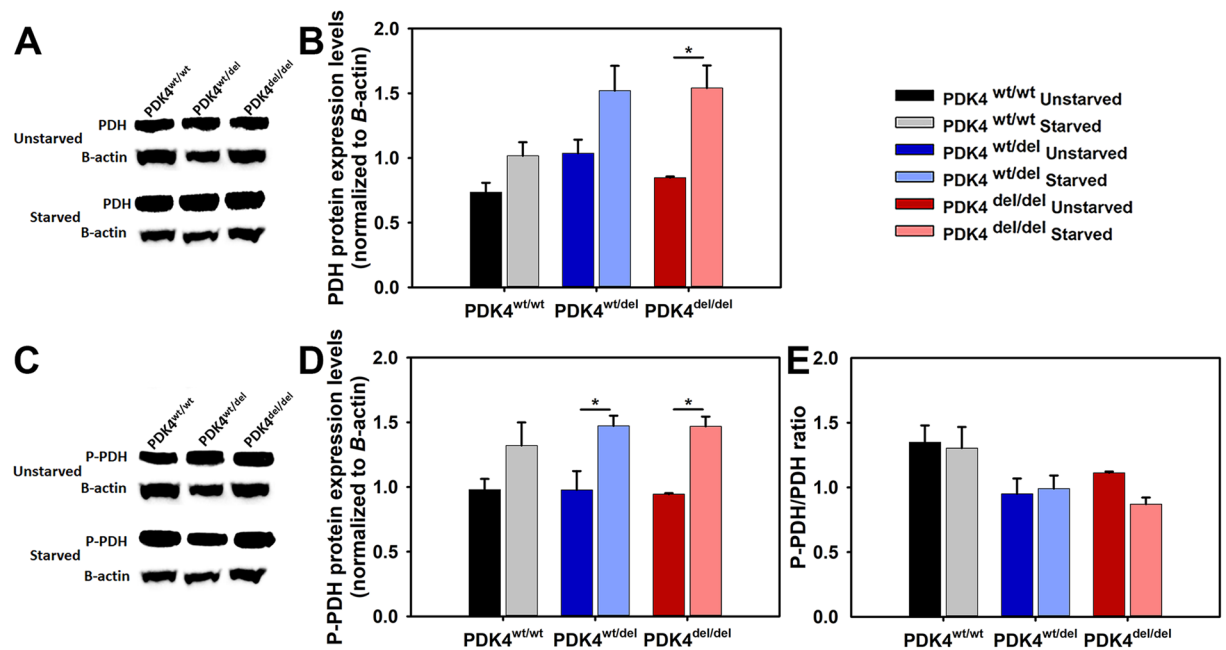 A
PDK4wt/wt
PDK4wt/del
PDK4del/del
Unstarved
PDH
B-actin
Starved
PDH
B-actin
B
PDH protein expression levels
(normalized to B-actin)
2.0
1.5
1.0
0.5
0.0
*
PDK4wt/wt
PDK4wt/del
PDK4del/del
PDK4 wt/wt Unstarved
PDK4 wt/wt Starved
PDK4 wt/del Unstarved
PDK4 wt/del Starved
PDK4 del/del Unstarved
PDK4 del/del Starved
C
PDK4wt/wt
PDK4wt/del
PDK4del/del
Unstarved
P-PDH
B-actin
Starved
P-PDH
B-actin
D
P-PDH protein expression levels
(normalized to B-actin)
2.0
1.5
1.0
0.5
0.0
*
*
PDK4wt/wt
PDK4wt/del
PDK4del/del
E
P-PDH/PDH ratio
2.0
1.5
1.0
0.5
0.0
PDK4wt/wt
PDK4wt/del
PDK4del/del